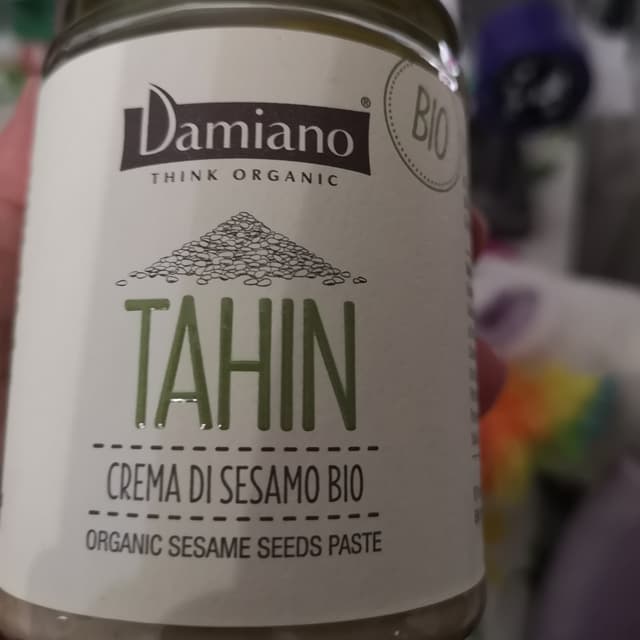 Damiano®
THINK ORGANIC
BIO
TAHIN
CREMA DI SESAMO BIO
ORGANIC SESAME SEEDS PASTE